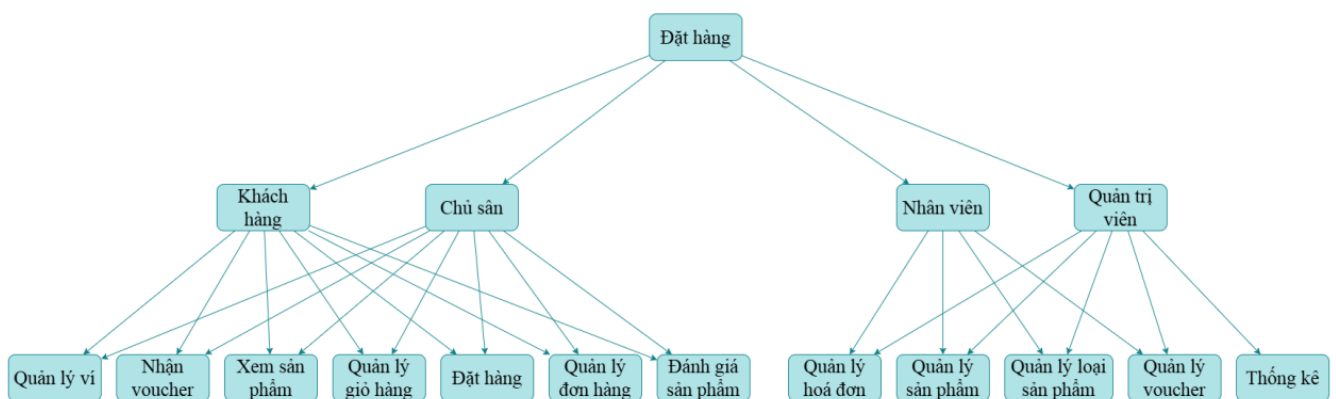 Đặt hàng
Khách
hàng
Chủ sân
Nhân viên
Quản trị
viên
Quản lý ví
Nhận
voucher
Xem sản
phẩm
Quản lý
giỏ hàng
Đặt hàng
Quản lý
đơn hàng
Đánh giá
sản phẩm
Quản lý
hoá đơn
Quản lý
sản phẩm
Quản lý loại
sản phẩm
Quản lý
voucher
Thống kê